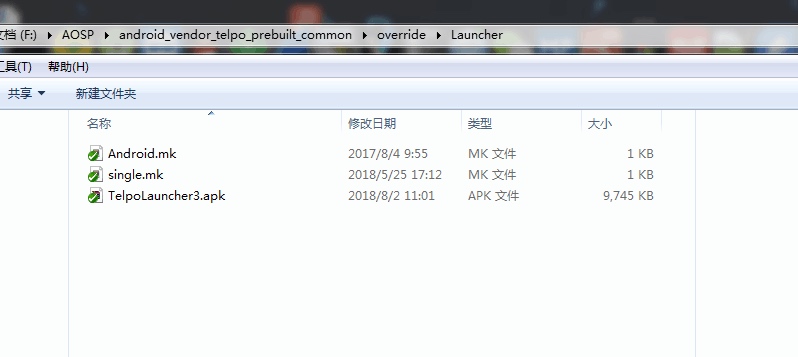 文档 (F:) ▸ AOSP ▸ android_vendor_telpo_prebuilt_common ▸ override ▸ Launcher
工具(T) 帮助(H)
共享 新建文件夹
名称 修改日期 类型 大小
Android.mk 2017/8/4 9:55 MK 文件 1 KB
single.mk 2018/5/25 17:12 MK 文件 1 KB
TelpoLauncher3.apk 2018/8/2 11:01 APK 文件 9,745 KB